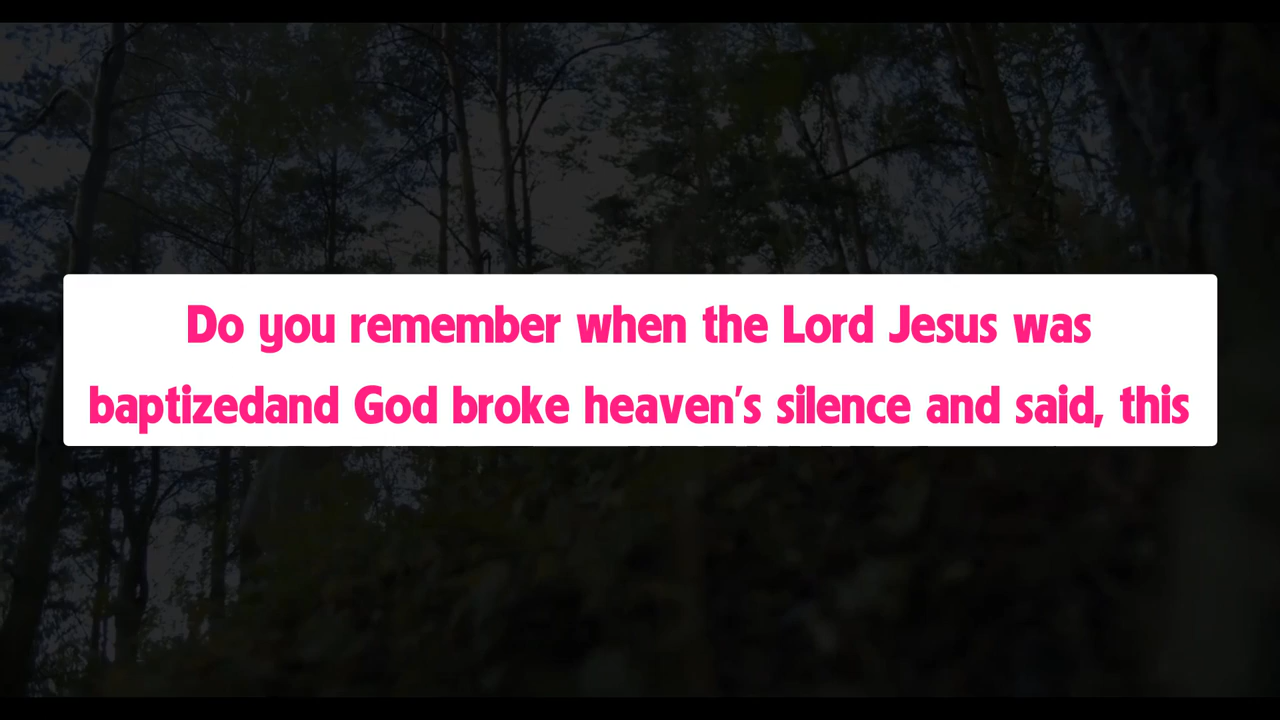 Do you remember when the Lord Jesus was
baptizedand God broke heaven's silence and said, this